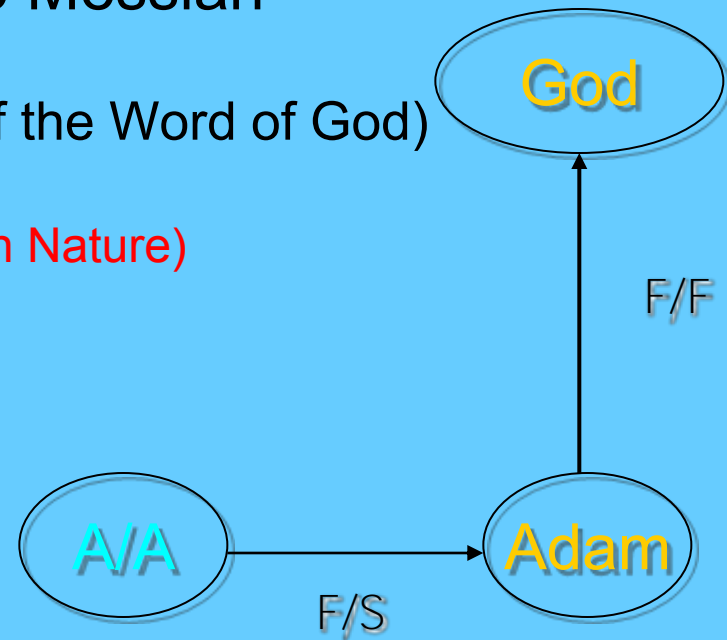 Messiah
God
f the Word of God)
n Nature)
F/F
A/A
Adam
F/S